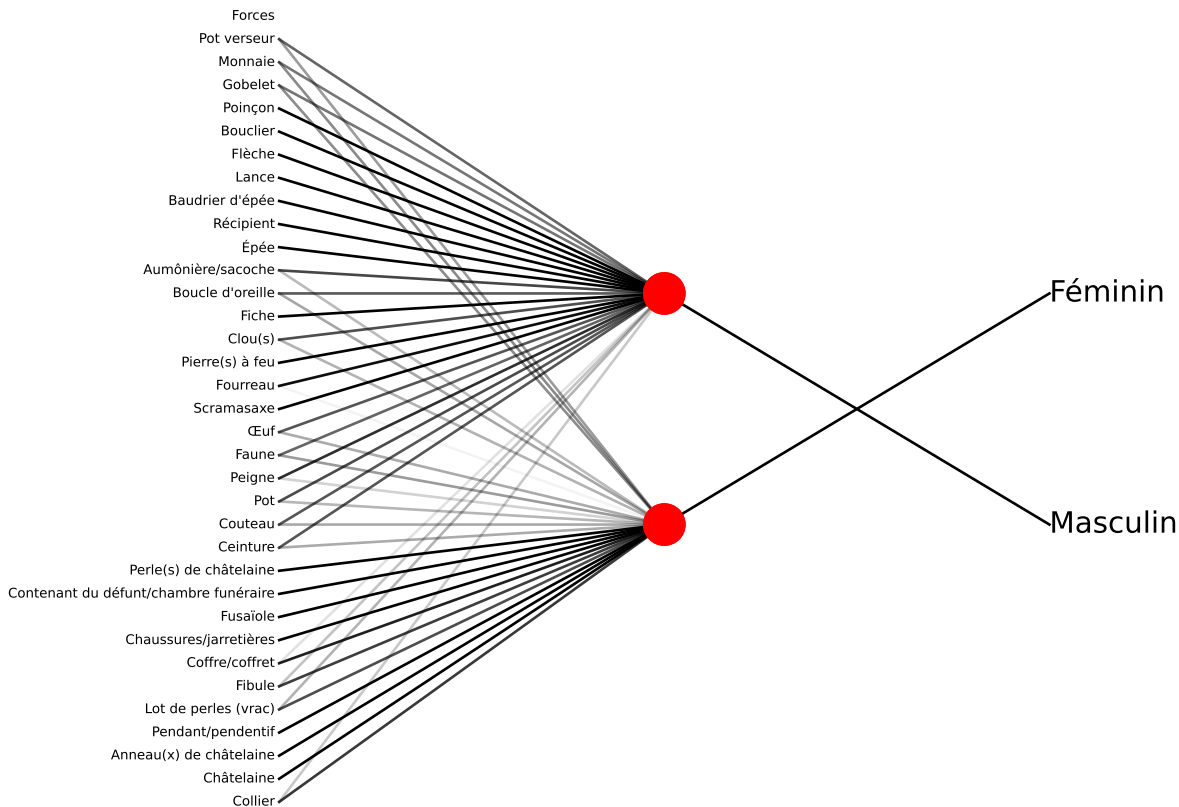 Forces
Pot verseur
Monnaie
Gobelet
Poinçon
Bouclier
Flèche
Lance
Baudrier d'épée
Récipient
Épée
Aumônière/sacoche
Boucle d'oreille
Fiche
Clou(s)
Pierre(s) à feu
Fourreau
Scramasaxe
Œuf
Faune
Peigne
Pot
Couteau
Ceinture
Perle(s) de châtelaine
Contenant du défunt/chambre funéraire
Fusaïole
Chaussures/jarretières
Coffre/coffret
Fibule
Lot de perles (vrac)
Pendant/pendentif
Anneau(x) de châtelaine
Châtelaine
Collier
Féminin
Masculin